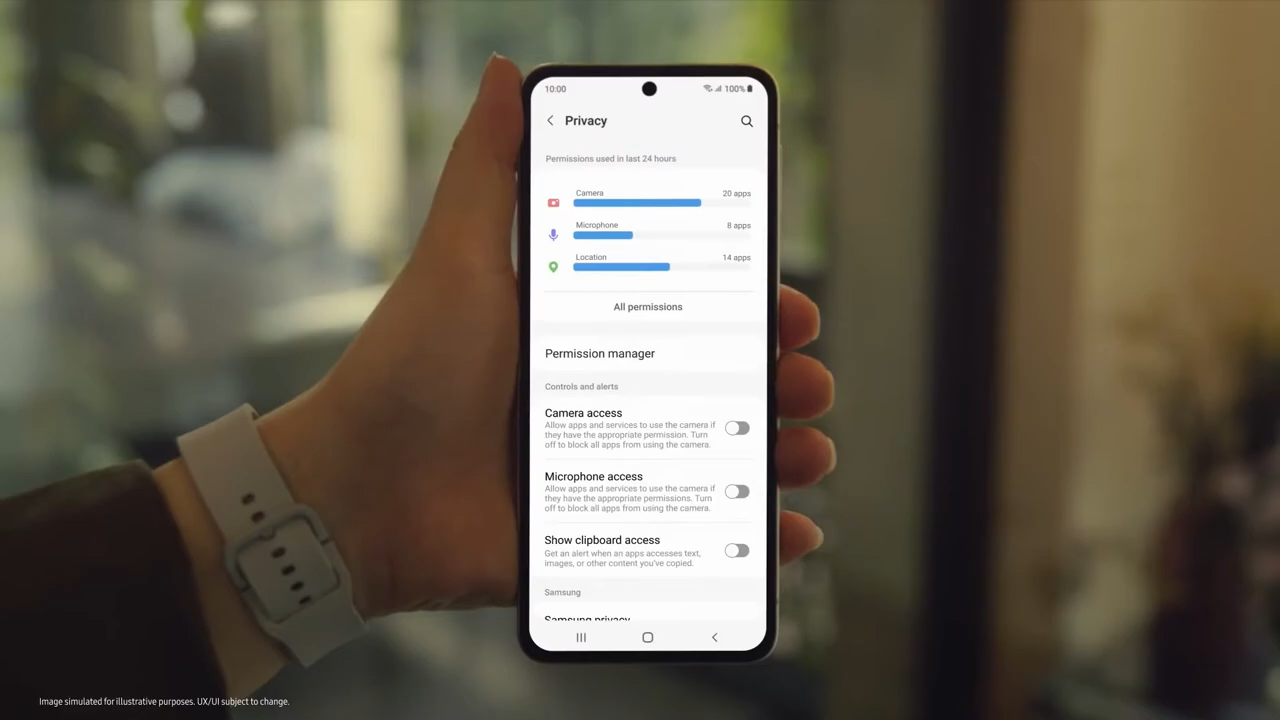 10:00
100%
Privacy
Permissions used in last 24 hours
Camera
20 apps
Microphone
8 apps
Location
14 apps
All permissions
Permission manager
Controls and alerts
Camera access
Allow apps and services to use the camera if
they have the appropriate permission. Turn
off to block all apps from using the camera.
Microphone access
Allow apps and services to use the camera if
they have the appropriate permissions. Turn
off to block all apps from using the camera.
Show clipboard access
Get an alert when an apps accesses text,
images, or other content you've copied.
Samsung
Samsung privacy
Image simulated for illustrative purposes. UX/UI subject to change.